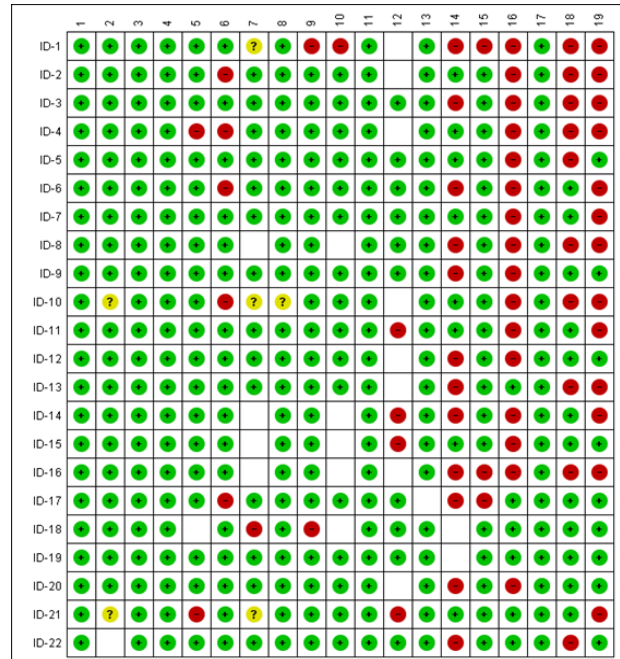 1 2 3 4 5 6 7 8 9 10 11 12 13 14 15 16 17 18 19
ID-1 + + + + + + ? + - - + + - - - + - -
ID-2 + + + + + - + + + + + + + + - + - -
ID-3 + + + + + + + + + + + + + - + - + - -
ID-4 + + + + - - + + + + + + + + - + - -
ID-5 + + + + + + + + + + + + + + + - + - +
ID-6 + + + + + - + + + + + + + - + - + + -
ID-7 + + + + + + + + + + + + + + + - + + -
ID-8 + + + + + + + + + + + - + - + - -
ID-9 + + + + + + + + + + + + + - + - + + +
ID-10 + ? + + + - ? ? + + + + + + - + - -
ID-11 + + + + + + + + + + + - + + + - + + -
ID-12 + + + + + + + + + + + + - + - + + +
ID-13 + + + + + + + + + + + + - + + + - -
ID-14 + + + + + + + + + - + - + - + + -
ID-15 + + + + + + + + + - + + + - + + +
ID-16 + + + + + + + + + + - - - + - -
ID-17 + + + + + - + + + + + + - - + + + +
ID-18 + + + + + - + - + + + + + + + +
ID-19 + + + + + + + + + + + + + + + + + +
ID-20 + + + + + + + + + + + + - + - + + +
ID-21 + ? + + - + ? + + + + - + + + + + + -
ID-22 + + + + + + + + + + + + - + + + - +